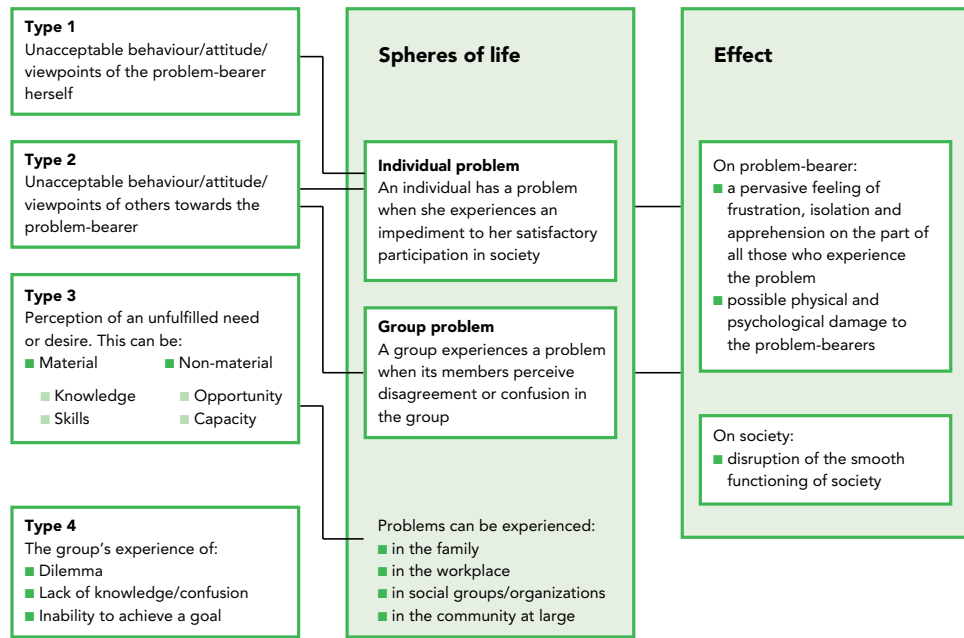 Type 1
Unacceptable behaviour/attitude/
viewpoints of the problem-bearer
herself
Type 2
Unacceptable behaviour/attitude/
viewpoints of others towards the
problem-bearer
Type 3
Perception of an unfulfilled need
or desire. This can be:
Material
Non-material
Knowledge
Opportunity
Skills
Capacity
Type 4
The group’s experience of:
Dilemma
Lack of knowledge/confusion
Inability to achieve a goal
Spheres of life
Individual problem
An individual has a problem
when she experiences an
impediment to her satisfactory
participation in society
Group problem
A group experiences a problem
when its members perceive
disagreement or confusion in
the group
Problems can be experienced:
in the family
in the workplace
in social groups/organizations
in the community at large
Effect
On problem-bearer:
a pervasive feeling of
frustration, isolation and
apprehension on the part of
all those who experience
the problem
possible physical and
psychological damage to
the problem-bearers
On society:
disruption of the smooth
functioning of society